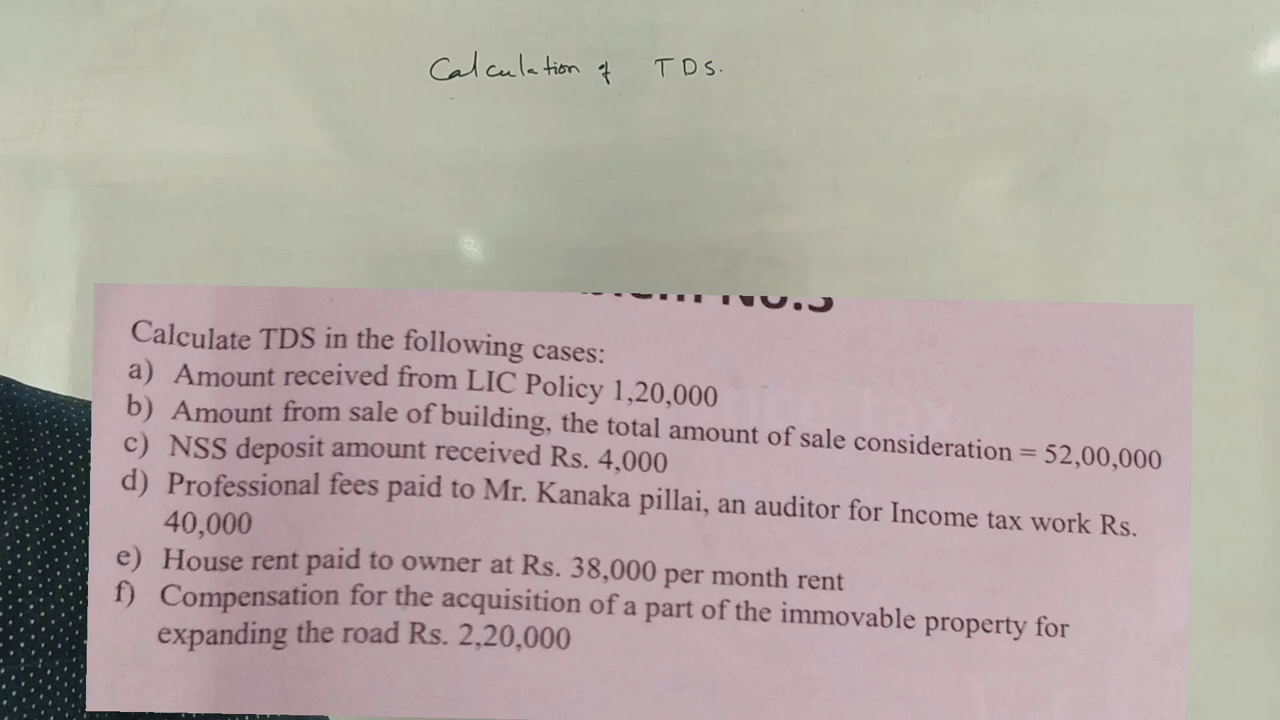 Calculation of TDS.
No.3
Calculate TDS in the following cases:
a) Amount received from LIC Policy 1,20,000
b) Amount from sale of building, the total amount of sale consideration = 52,00,000
c) NSS deposit amount received Rs. 4,000
d) Professional fees paid to Mr. Kanaka pillai, an auditor for Income tax work Rs.
40,000
e) House rent paid to owner at Rs. 38,000 per month rent
f) Compensation for the acquisition of a part of the immovable property for
expanding the road Rs. 2,20,000